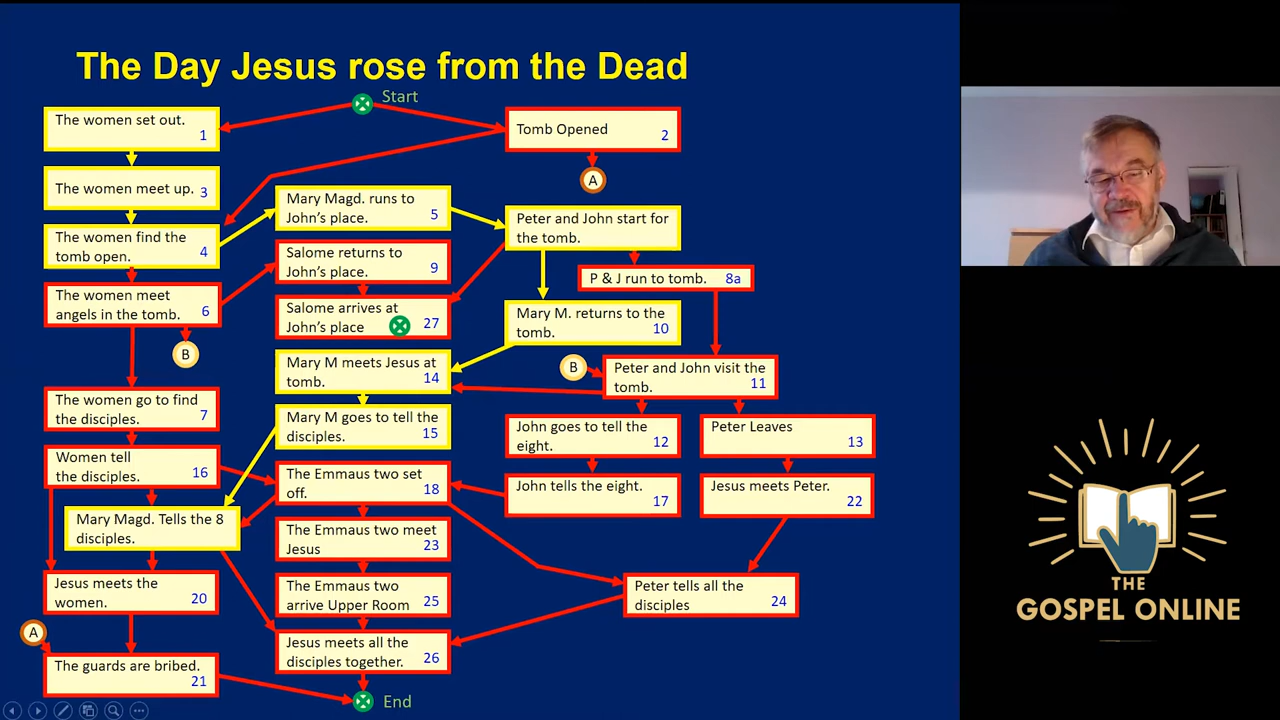 The Day Jesus rose from the Dead
Start
The women set out.
1
Tomb Opened
2
A
The women meet up.
3
Mary Magd. runs to
John's place.
5
Peter and John start for
the tomb.
The women find the
tomb open.
4
Salome returns to
John's place.
9
P & J run to tomb.
8a
The women meet
angels in the tomb.
6
Salome arrives at
John's place
27
Mary M. returns to the
tomb.
10
B
Mary M meets Jesus at
tomb.
14
B
Peter and John visit the
tomb.
11
The women go to find
the disciples.
7
Mary M goes to tell the
disciples.
15
John goes to tell the
eight.
12
Peter Leaves
13
Women tell
the disciples.
16
The Emmaus two set
off.
18
John tells the eight.
17
Jesus meets Peter.
22
Mary Magd. Tells the 8
disciples.
The Emmaus two meet
Jesus
23
Jesus meets the
women.
20
The Emmaus two
arrive Upper Room
25
Peter tells all the
disciples
24
A
The guards are bribed.
21
Jesus meets all the
disciples together.
26
End
THE
GOSPEL ONLINE